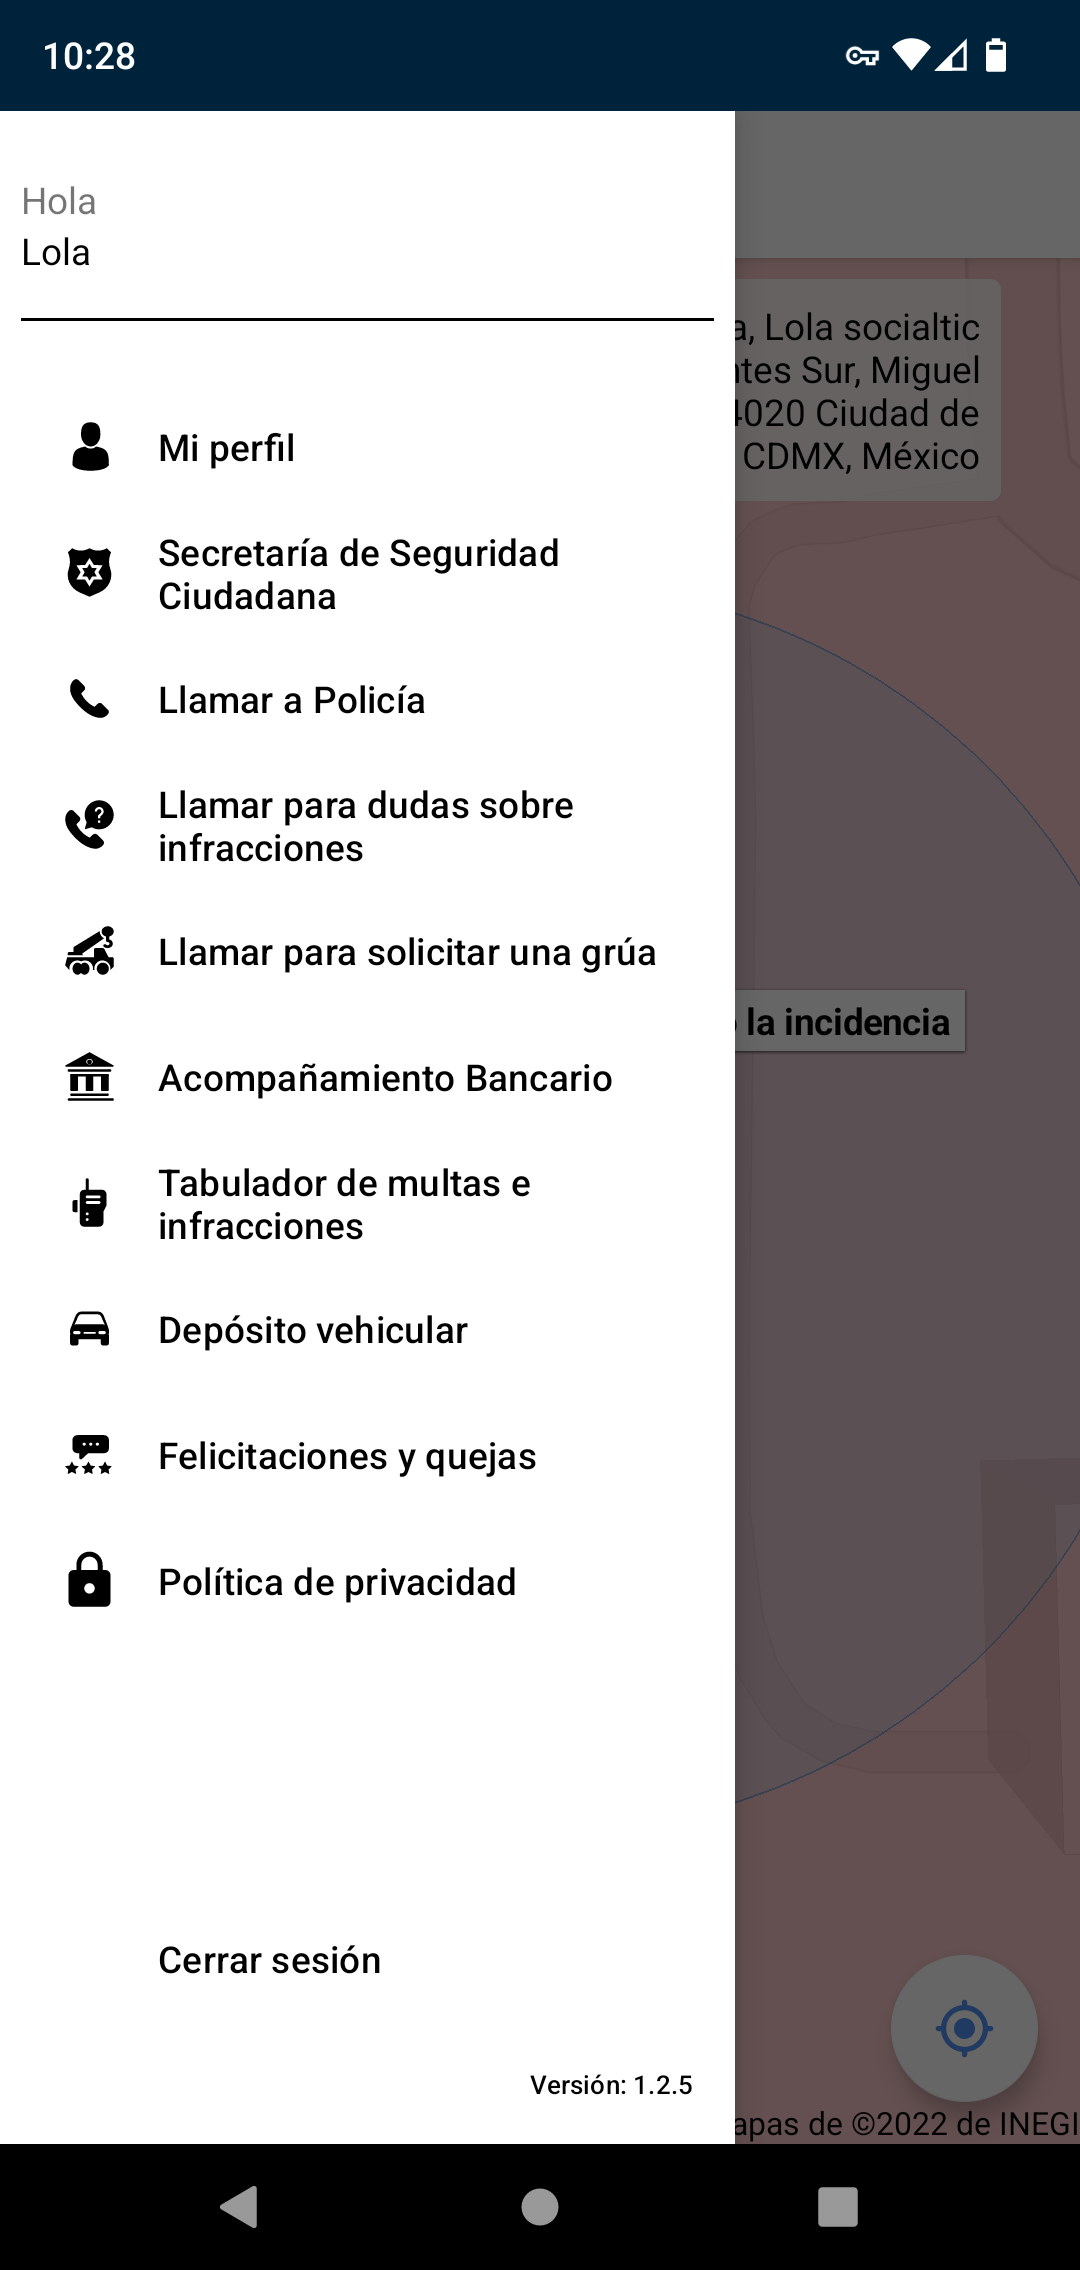 10:28
Hola
Lola
Mi perfil
Secretaría de Seguridad
Ciudadana
Llamar a Policía
Llamar para dudas sobre
infracciones
Llamar para solicitar una grúa
Acompañamiento Bancario
Tabulador de multas e
infracciones
Depósito vehicular
Felicitaciones y quejas
Política de privacidad
Cerrar sesión
Versión: 1.2.5
a, Lola socialtic
ntes Sur, Miguel
4020 Ciudad de
CDMX, México
la incidencia
apas de ©2022 de INEGI